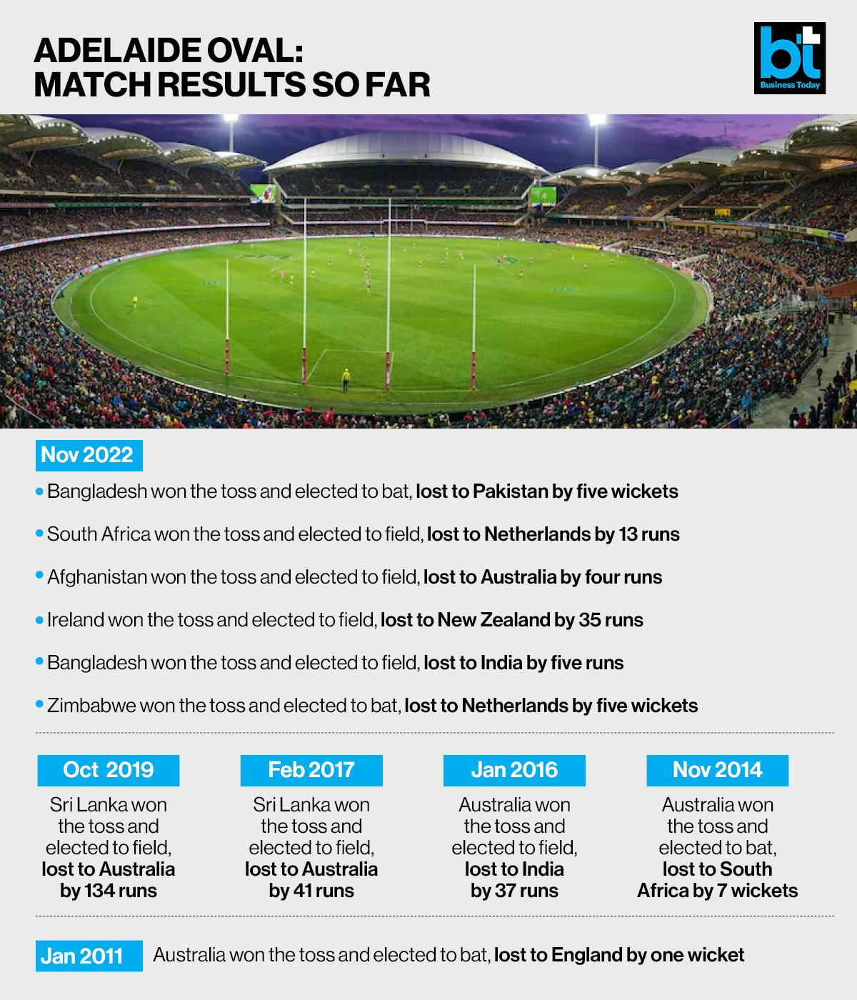 ADELAIDE OVAL:
MATCH RESULTS SO FAR
bt
Business Today
Nov 2022
• Bangladesh won the toss and elected to bat, lost to Pakistan by five wickets
• South Africa won the toss and elected to field, lost to Netherlands by 13 runs
• Afghanistan won the toss and elected to field, lost to Australia by four runs
• Ireland won the toss and elected to field, lost to New Zealand by 35 runs
• Bangladesh won the toss and elected to field, lost to India by five runs
• Zimbabwe won the toss and elected to bat, lost to Netherlands by five wickets
Oct 2019
Sri Lanka won
the toss and
elected to field,
lost to Australia
by 134 runs
Feb 2017
Sri Lanka won
the toss and
elected to field,
lost to Australia
by 41 runs
Jan 2016
Australia won
the toss and
elected to field,
lost to India
by 37 runs
Nov 2014
Australia won
the toss and
elected to bat,
lost to South
Africa by 7 wickets
Jan 2011
Australia won the toss and elected to bat, lost to England by one wicket